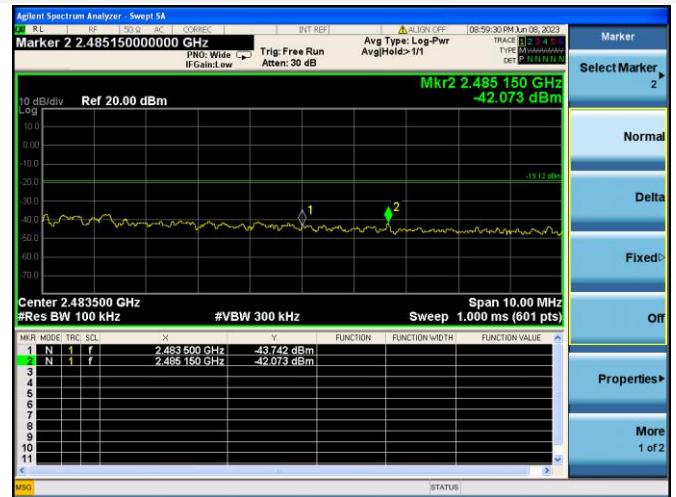 Agilent Spectrum Analyzer - Swept SA
RL RF 50 Ω AC CORREC INT REF ALIGN OFF 08:59:30 PM Jun 08, 2023
Marker 2 2.485150000000 GHz
PNO: Wide Trig: Free Run Avg Type: Log-Pwr TRACE 1 2 3 4 5 6
IFGain:Low Atten: 30 dB Avg|Hold:>1/1 TYPE M
DET P N N N N N
Marker
Select Marker
2
Normal
Delta
Fixed
Off
Properties
More
1 of 2
Mkr2 2.485 150 GHz
-42.073 dBm
10 dB/div Ref 20.00 dBm
Log
10.0
0.00
-10.0
-19.12 dBm
-20.0
-30.0
1
2
-40.0
-50.0
-60.0
-70.0
Center 2.483500 GHz Span 10.00 MHz
#Res BW 100 kHz #VBW 300 kHz Sweep 1.000 ms (601 pts)
MKR MODE TRC SCL X Y FUNCTION FUNCTION WIDTH FUNCTION VALUE
1 N 1 f 2.483 500 GHz -43.742 dBm
2 N 1 f 2.485 150 GHz -42.073 dBm
3
4
5
6
7
8
9
10
11
MSG STATUS